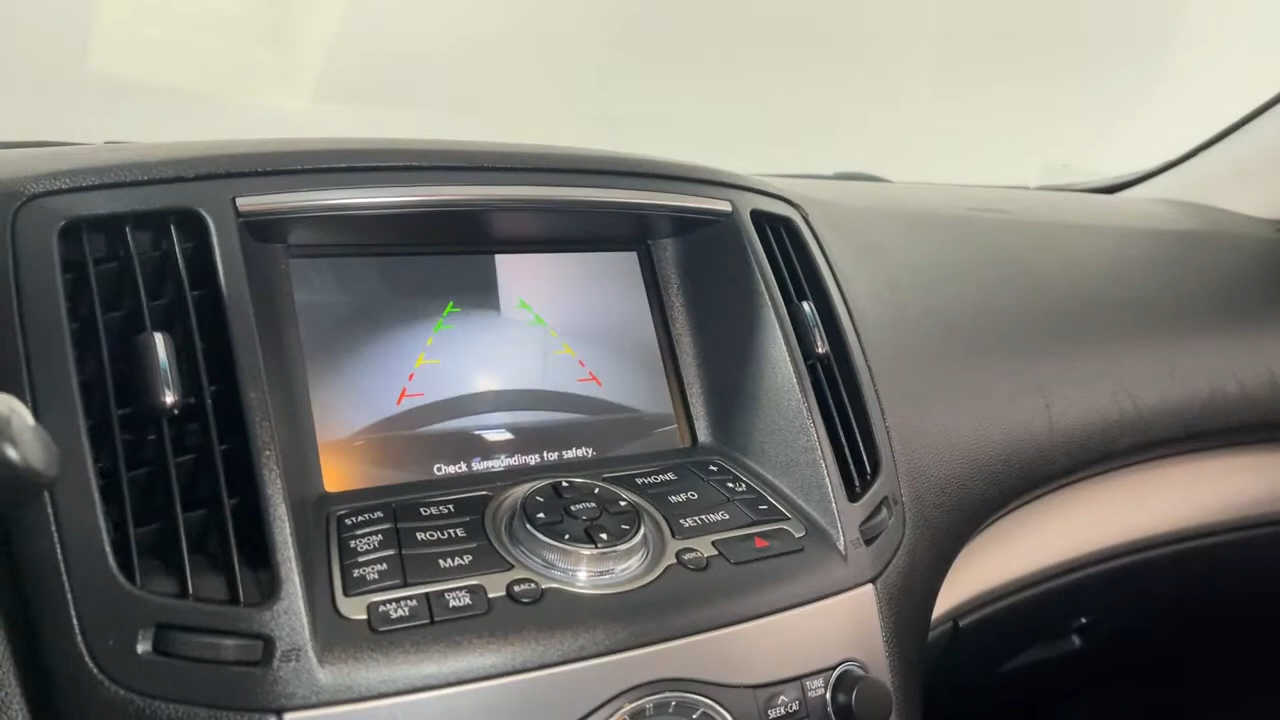 Check surroundings for safety.
STATUS
DEST
ZOOM
OUT
ROUTE
ZOOM
IN
MAP
AM·FM
SAT
DISC
AUX
BACK
ENTER
PHONE
+
INFO
SETTING
-
VOICE
SEEK·CAT
TUNE
FOLDER